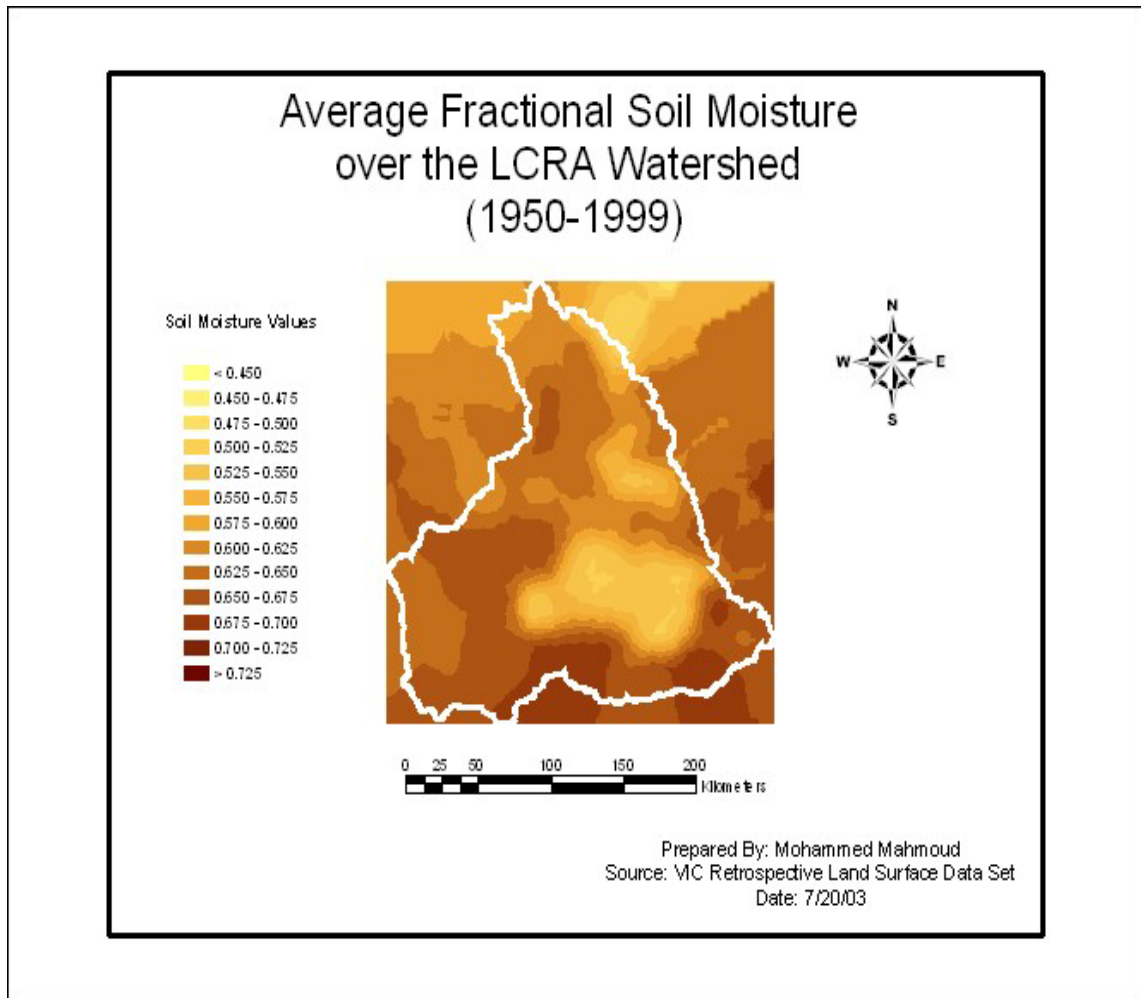 Average Fractional Soil Moisture
over the LCRA Watershed
(1950-1999)
Soil Moisture Values
< 0.450
0.450 - 0.475
0.475 - 0.500
0.500 - 0.525
0.525 - 0.550
0.550 - 0.575
0.575 - 0.600
0.600 - 0.625
0.625 - 0.650
0.650 - 0.675
0.675 - 0.700
0.700 - 0.725
> 0.725
N
W E
S
0 25 50 100 150 200
Kilometers
Prepared By: Mohammed Mahmoud
Source: VIC Retrospective Land Surface Data Set
Date: 7/20/03